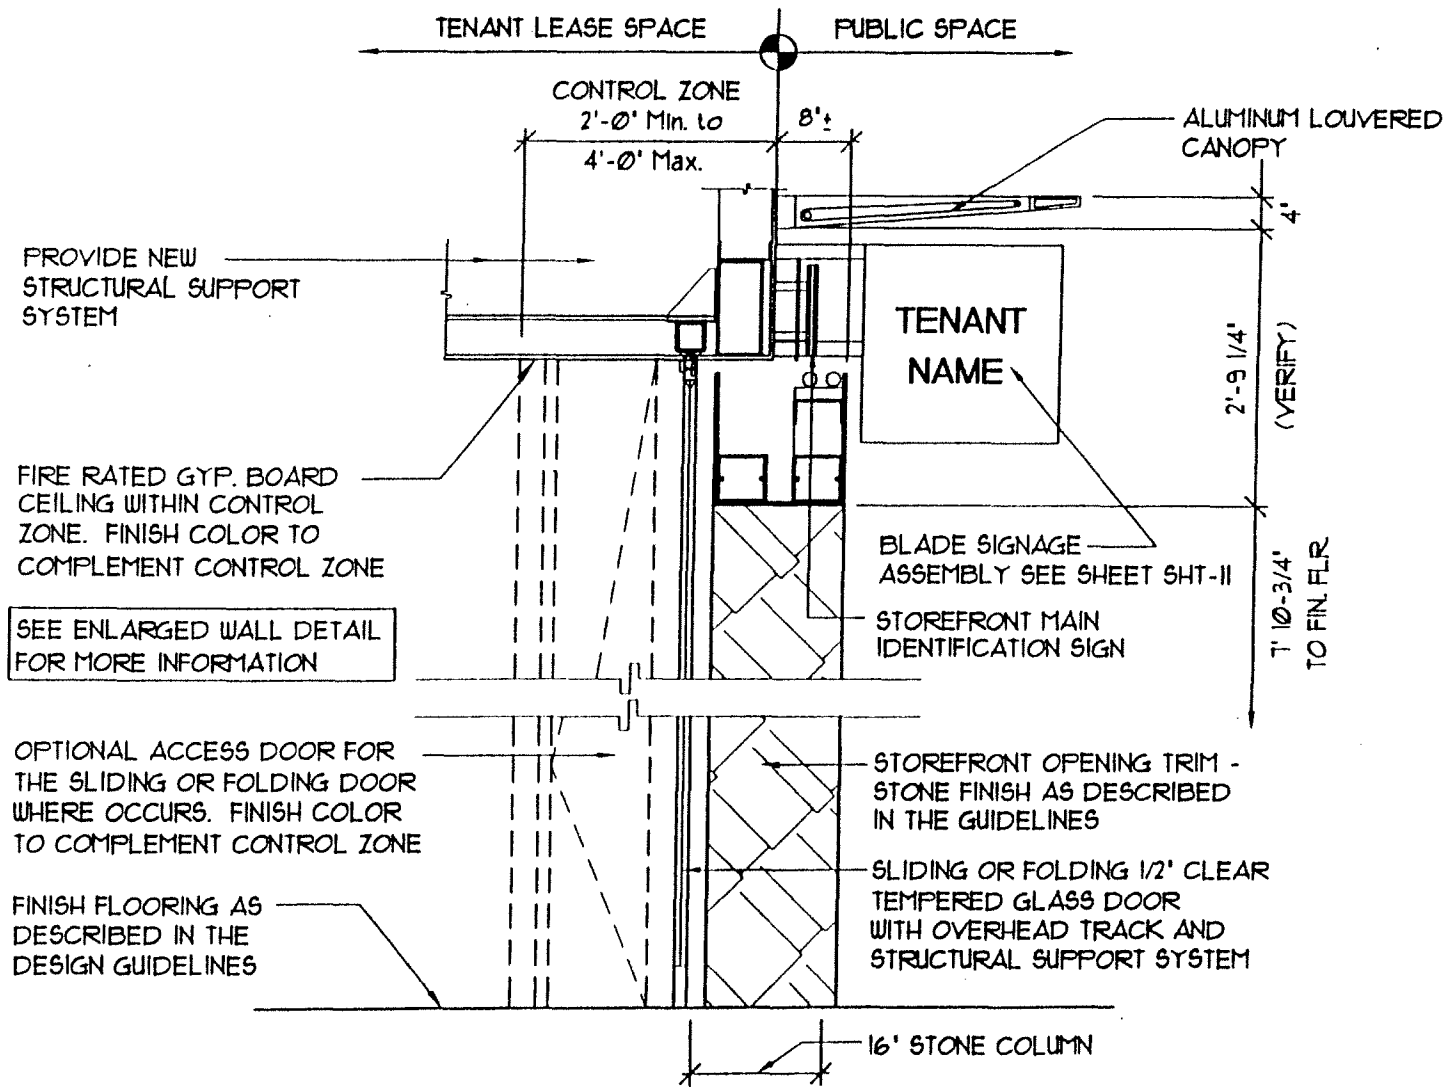 TENANT LEASE SPACE
PUBLIC SPACE
CONTROL ZONE
2'-0' Min. to
4'-0' Max.
8'±
ALUMINUM LOUVERED
CANOPY
4'
2'-9 1/4'
(VERIFY)
7' 10-3/4'
TO FIN. FLR
PROVIDE NEW
STRUCTURAL SUPPORT
SYSTEM
TENANT
NAME
FIRE RATED GYP. BOARD
CEILING WITHIN CONTROL
ZONE. FINISH COLOR TO
COMPLEMENT CONTROL ZONE
BLADE SIGNAGE
ASSEMBLY SEE SHEET SHT-11
STOREFRONT MAIN
IDENTIFICATION SIGN
SEE ENLARGED WALL DETAIL
FOR MORE INFORMATION
OPTIONAL ACCESS DOOR FOR
THE SLIDING OR FOLDING DOOR
WHERE OCCURS. FINISH COLOR
TO COMPLEMENT CONTROL ZONE
STOREFRONT OPENING TRIM -
STONE FINISH AS DESCRIBED
IN THE GUIDELINES
SLIDING OR FOLDING 1/2' CLEAR
TEMPERED GLASS DOOR
WITH OVERHEAD TRACK AND
STRUCTURAL SUPPORT SYSTEM
FINISH FLOORING AS
DESCRIBED IN THE
DESIGN GUIDELINES
16' STONE COLUMN